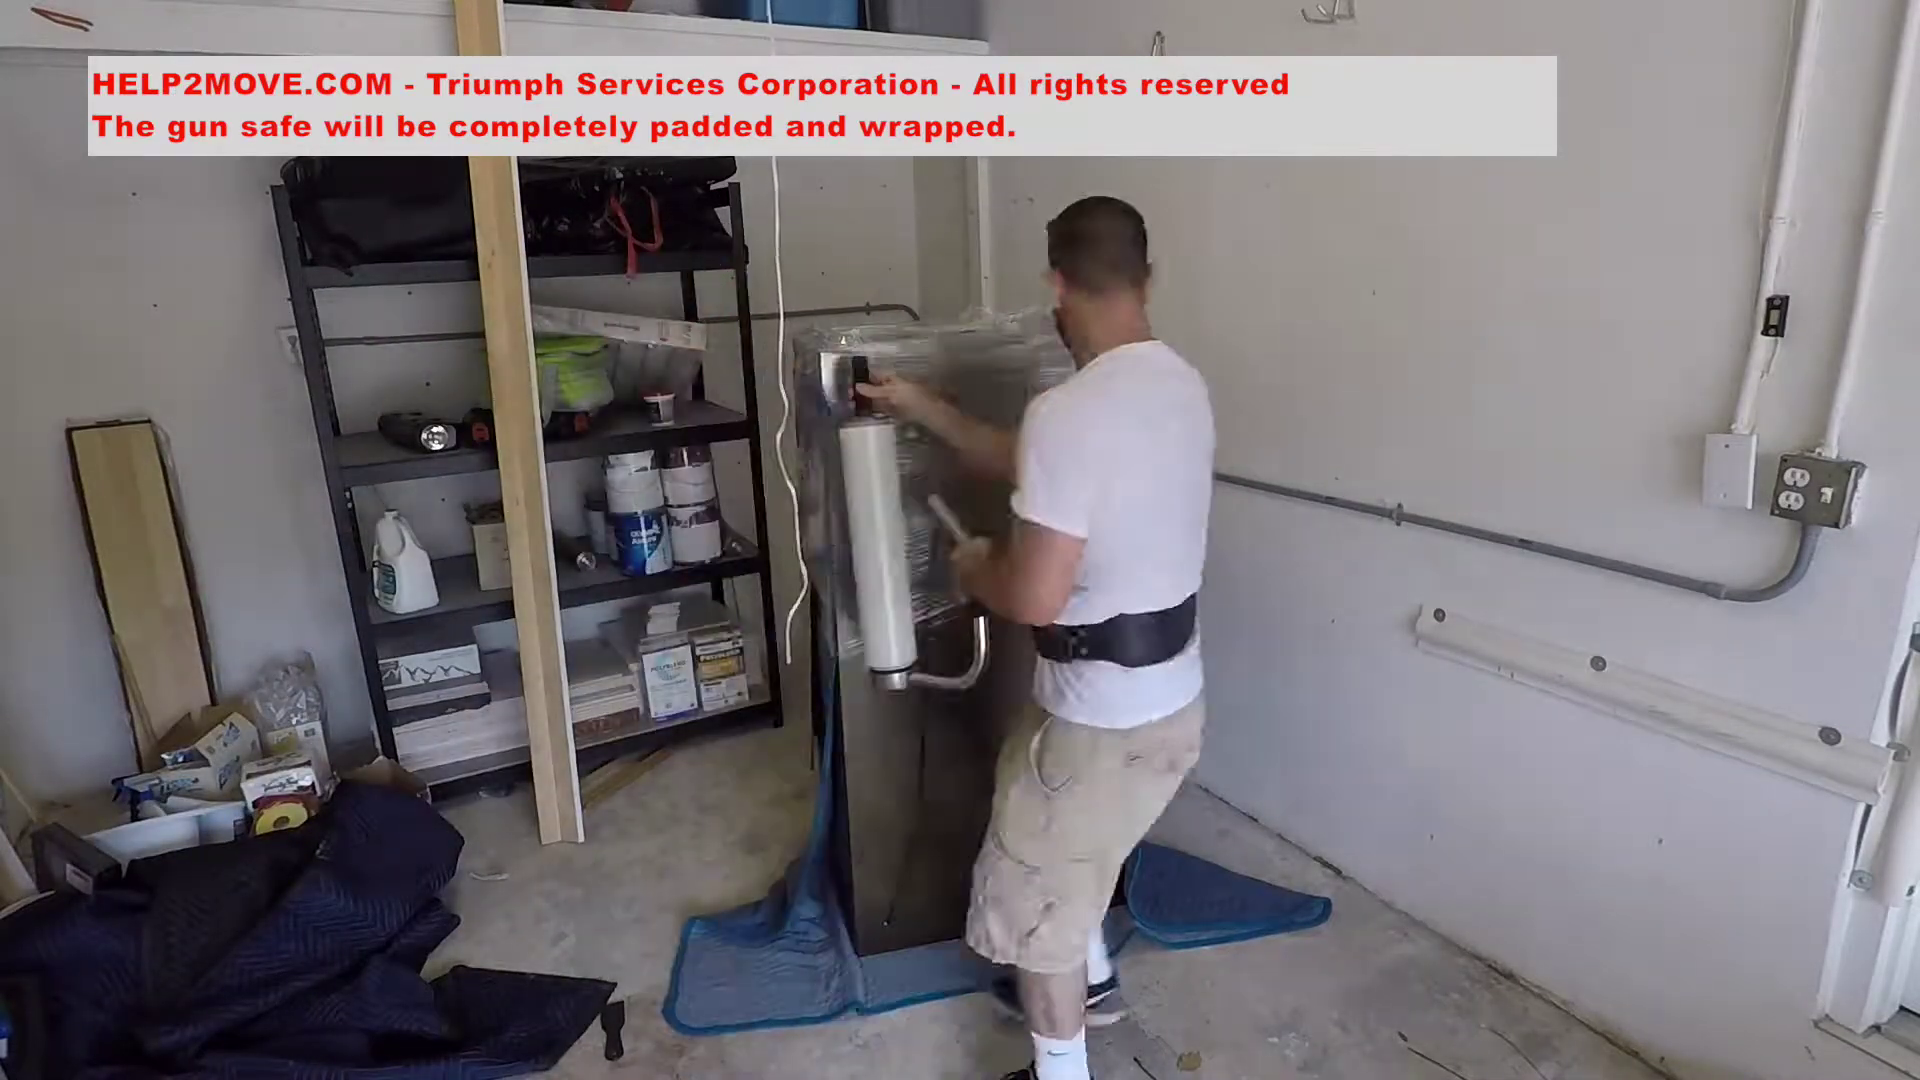 HELP2MOVE.COM - Triumph Services Corporation - All rights reserved
The gun safe will be completely padded and wrapped.